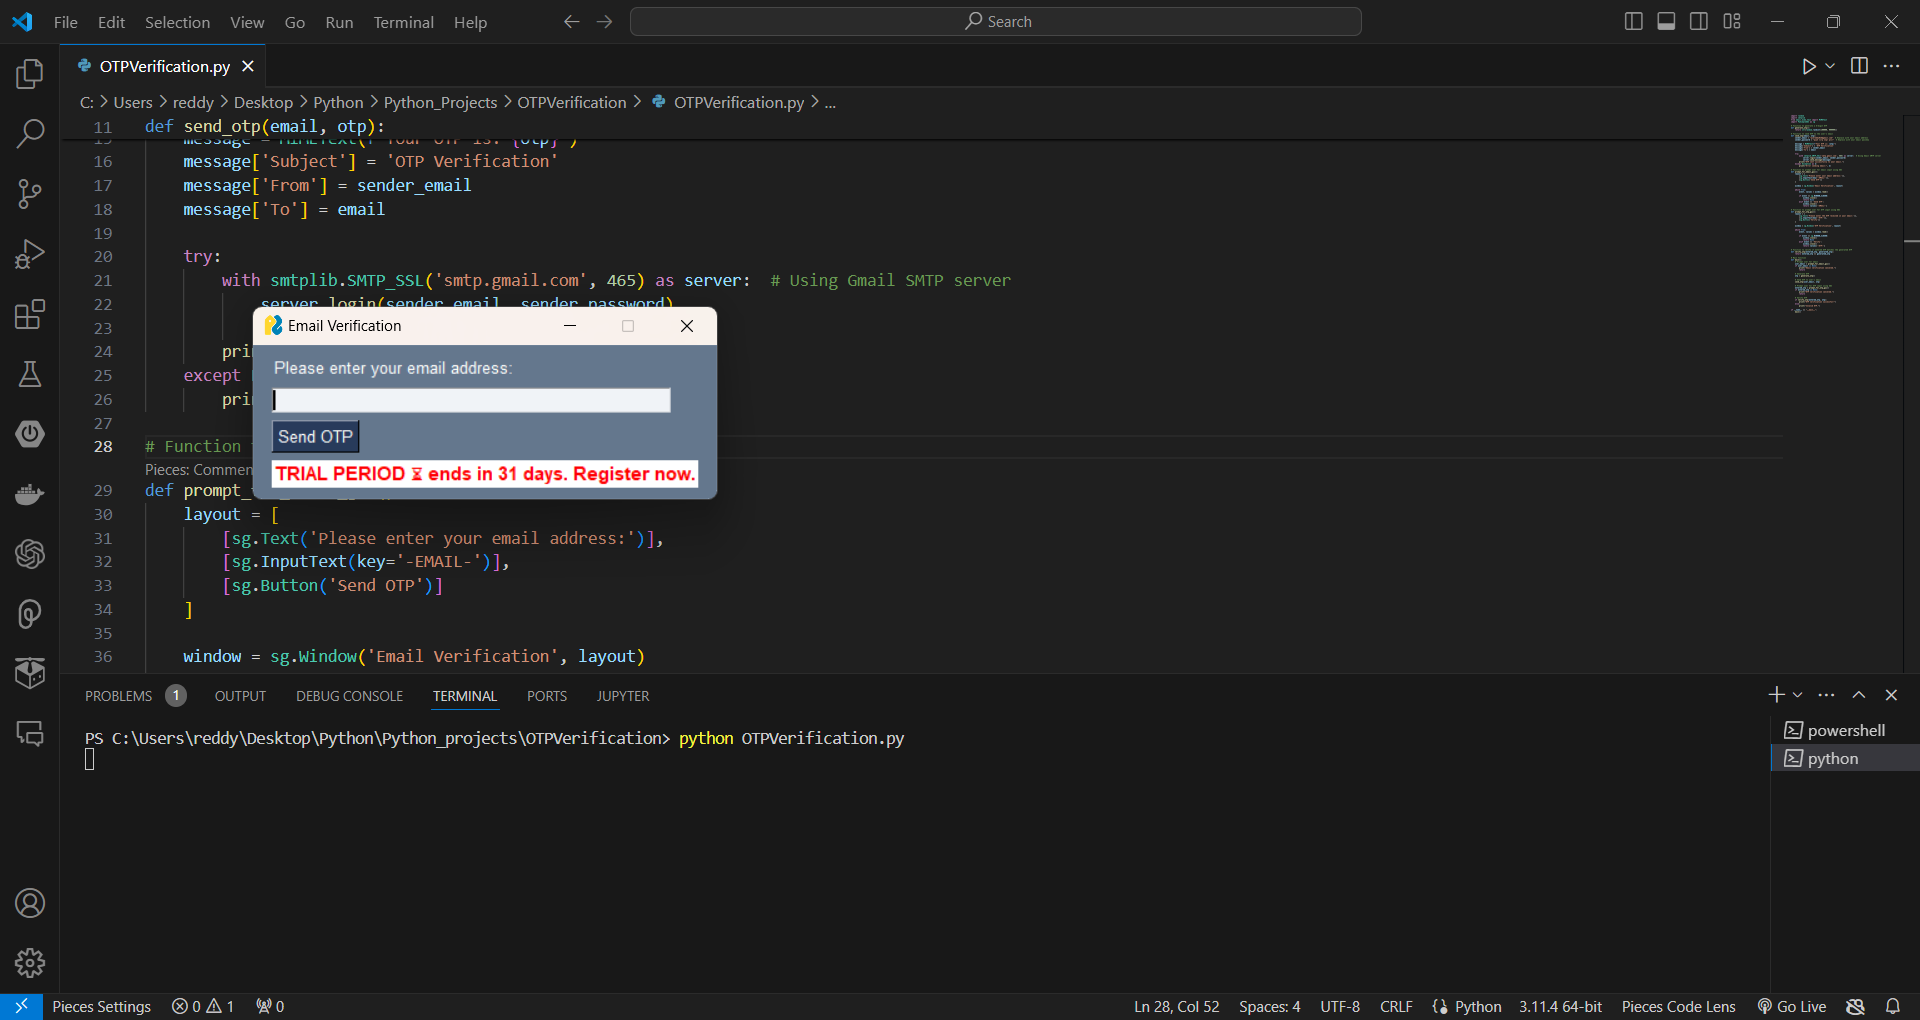 File Edit Selection View Go Run Terminal Help Search
OTPVerification.py
C: > Users > reddy > Desktop > Python > Python_Projects > OTPVerification > OTPVerification.py > ...
11 def send_otp(email, otp):
16 message['Subject'] = 'OTP Verification'
17 message['From'] = sender_email
18 message['To'] = email
19
20 try:
21 with smtplib.SMTP_SSL('smtp.gmail.com', 465) as server: # Using Gmail SMTP server
22 server.login(sender_email, sender_password)
23
24 pri
25 except
26 pri
27
28 # Function
Pieces: Commen
29 def prompt_
30 layout = [
31 [sg.Text('Please enter your email address:')],
32 [sg.InputText(key='-EMAIL-')],
33 [sg.Button('Send OTP')]
34 ]
35
36 window = sg.Window('Email Verification', layout)
Email Verification
Please enter your email address:
Send OTP
TRIAL PERIOD ⌛ ends in 31 days. Register now.
PROBLEMS 1 OUTPUT DEBUG CONSOLE TERMINAL PORTS JUPYTER
PS C:\Users\reddy\Desktop\Python\Python_projects\OTPVerification> python OTPVerification.py
powershell
python
Pieces Settings 0 1 0 Ln 28, Col 52 Spaces: 4 UTF-8 CRLF Python 3.11.4 64-bit Pieces Code Lens Go Live